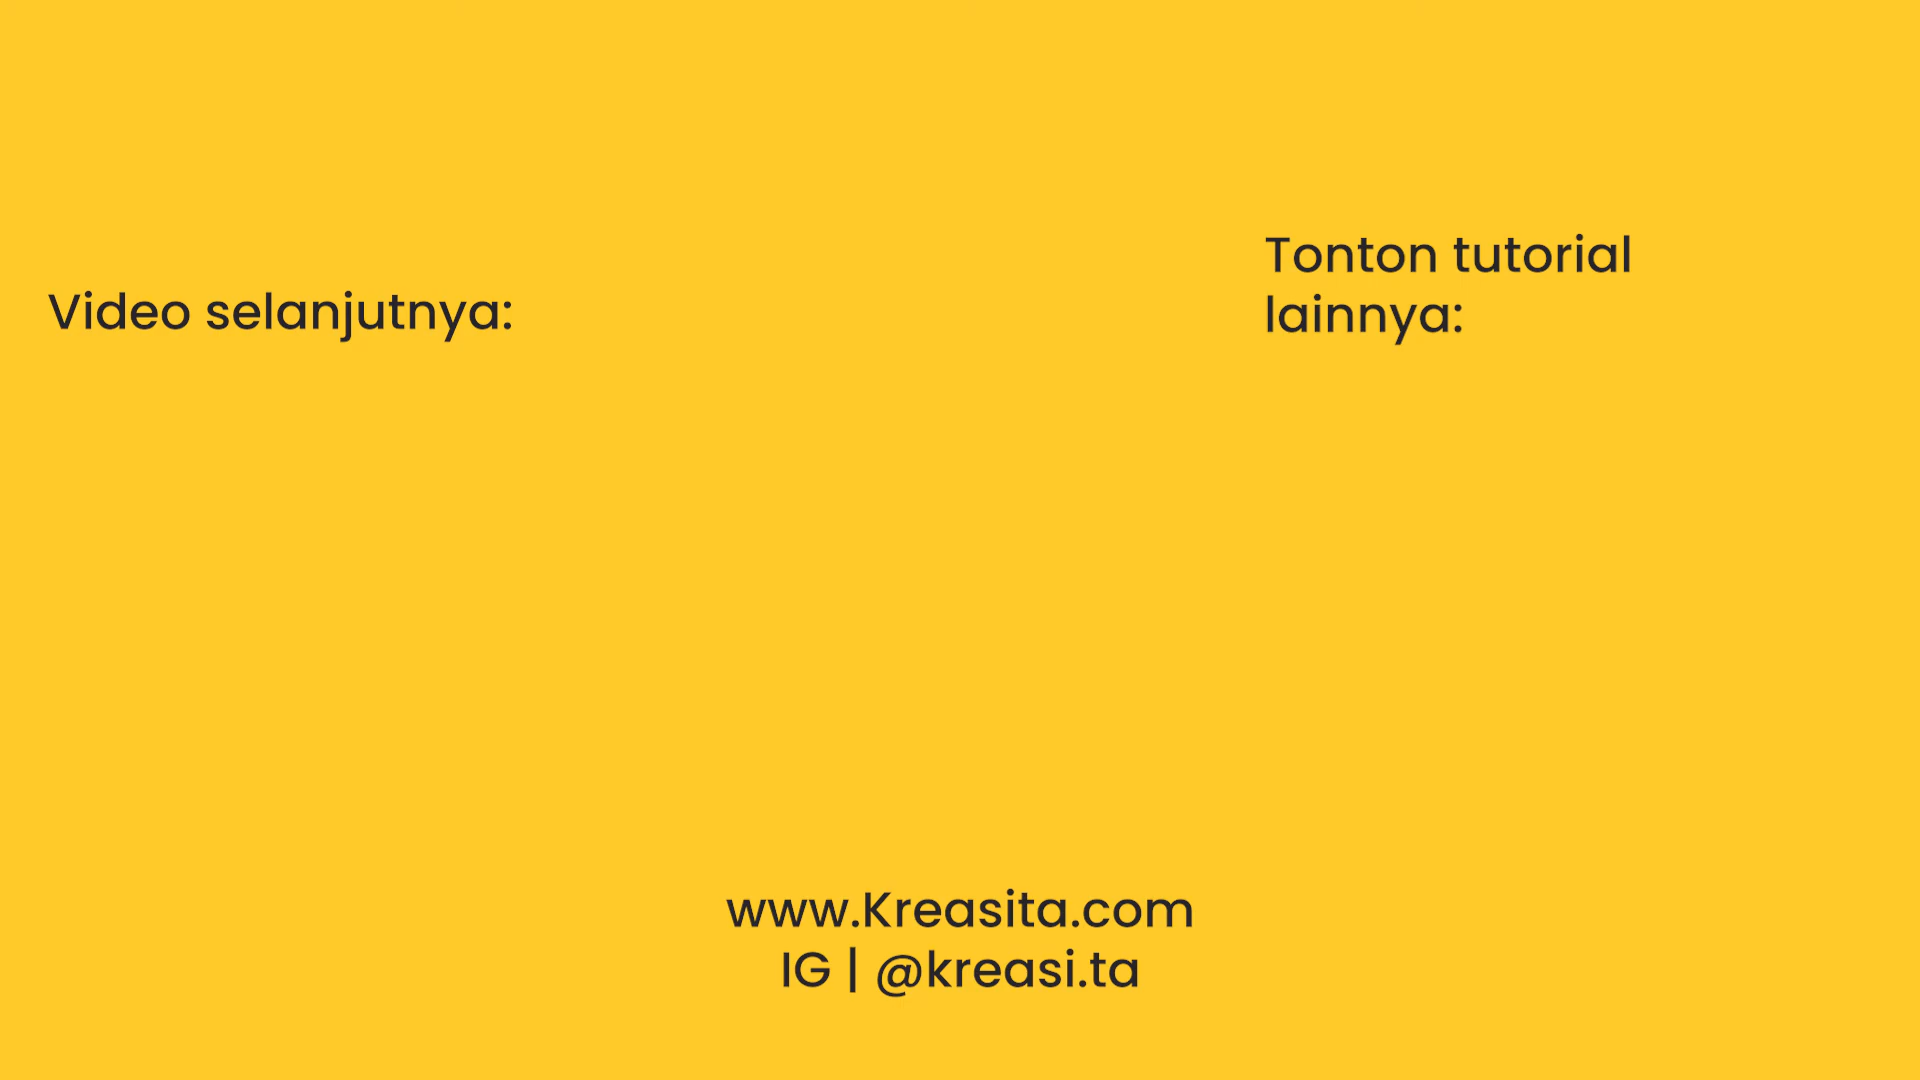 Video selanjutnya:
Tonton tutorial
lainnya:
www.Kreasita.com
IG | @kreasi.ta